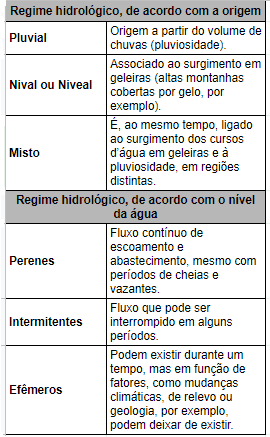 Regime hidrológico, de acordo com a origem
Pluvial
Origem a partir do volume de
chuvas (pluviosidade).
Nival ou Niveal
Associado ao surgimento em
geleiras (altas montanhas
cobertas por gelo, por
exemplo).
Misto
É, ao mesmo tempo, ligado
ao surgimento dos cursos
d'água em geleiras e à
pluviosidade, em regiões
distintas.
Regime hidrológico, de acordo com o nível
da água
Perenes
Fluxo contínuo de
escoamento e
abastecimento, mesmo com
períodos de cheias e
vazantes.
Intermitentes
Fluxo que pode ser
interrompido em alguns
períodos.
Efêmeros
Podem existir durante um
tempo, mas em função de
fatores, como mudanças
climáticas, de relevo ou
geologia, por exemplo,
podem deixar de existir.